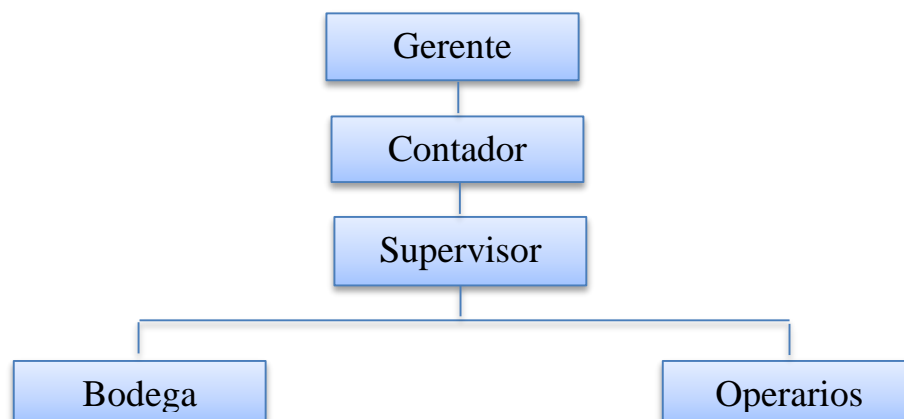 Gerente
Contador
Supervisor
Bodega
Operarios